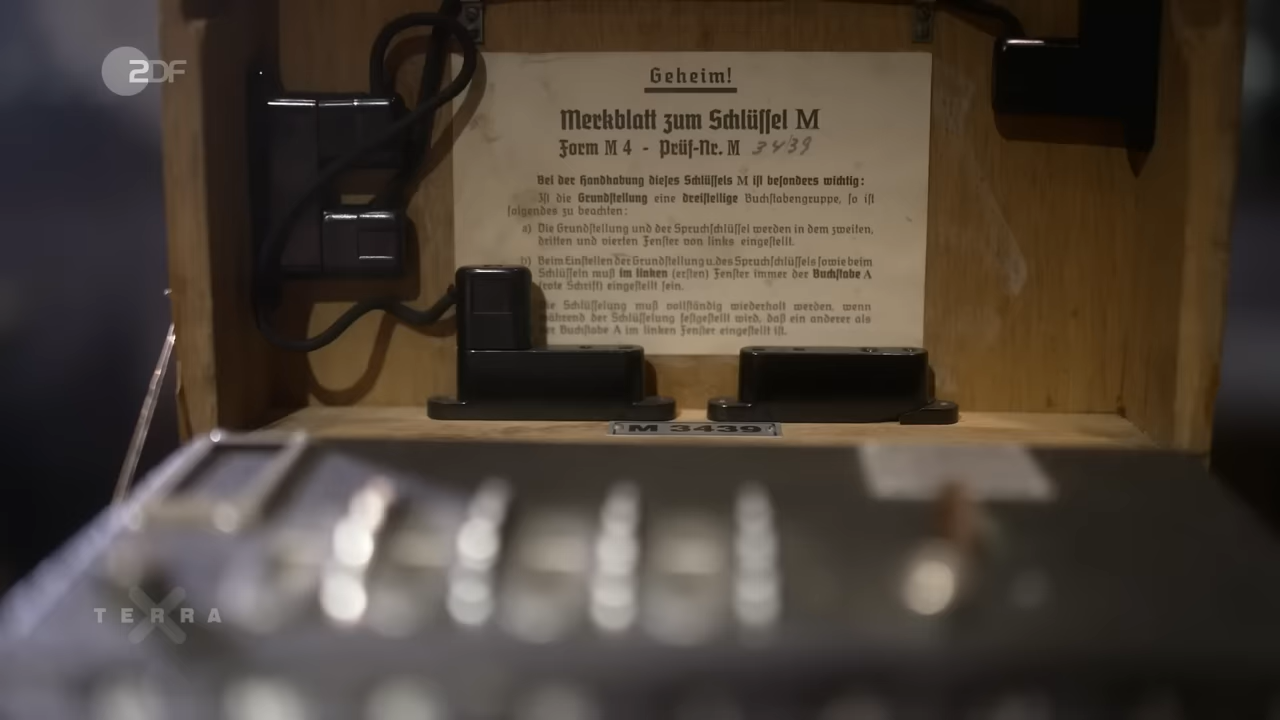 2DF
Geheim!
Merkblatt zum Schlüssel M
Form M 4 - Prüf-Nr. M 3439
Bei der Handhabung dieses Schlüssels M ist besonders wichtig:
Ist die Grundstellung eine dreistellige Buchstabengruppe, so ist
folgendes zu beachten:
a) Die Grundstellung und der Spruchschlüssel werden in dem zweiten,
dritten und vierten Fenster von links eingestellt.
b) Beim Einstellen der Grundstellung u. des Spruchschlüssels sowie beim
Schlüsseln muß im linken (ersten) Fenster immer der Buchstabe A
(rote Schrift) eingestellt sein.
Schlüsselung muß vollständig wiederholt werden, wenn
während der Schlüsselung festgestellt wird, daß ein anderer als
der Buchstabe A im linken Fenster eingestellt ist.
M 3439
TERRA X